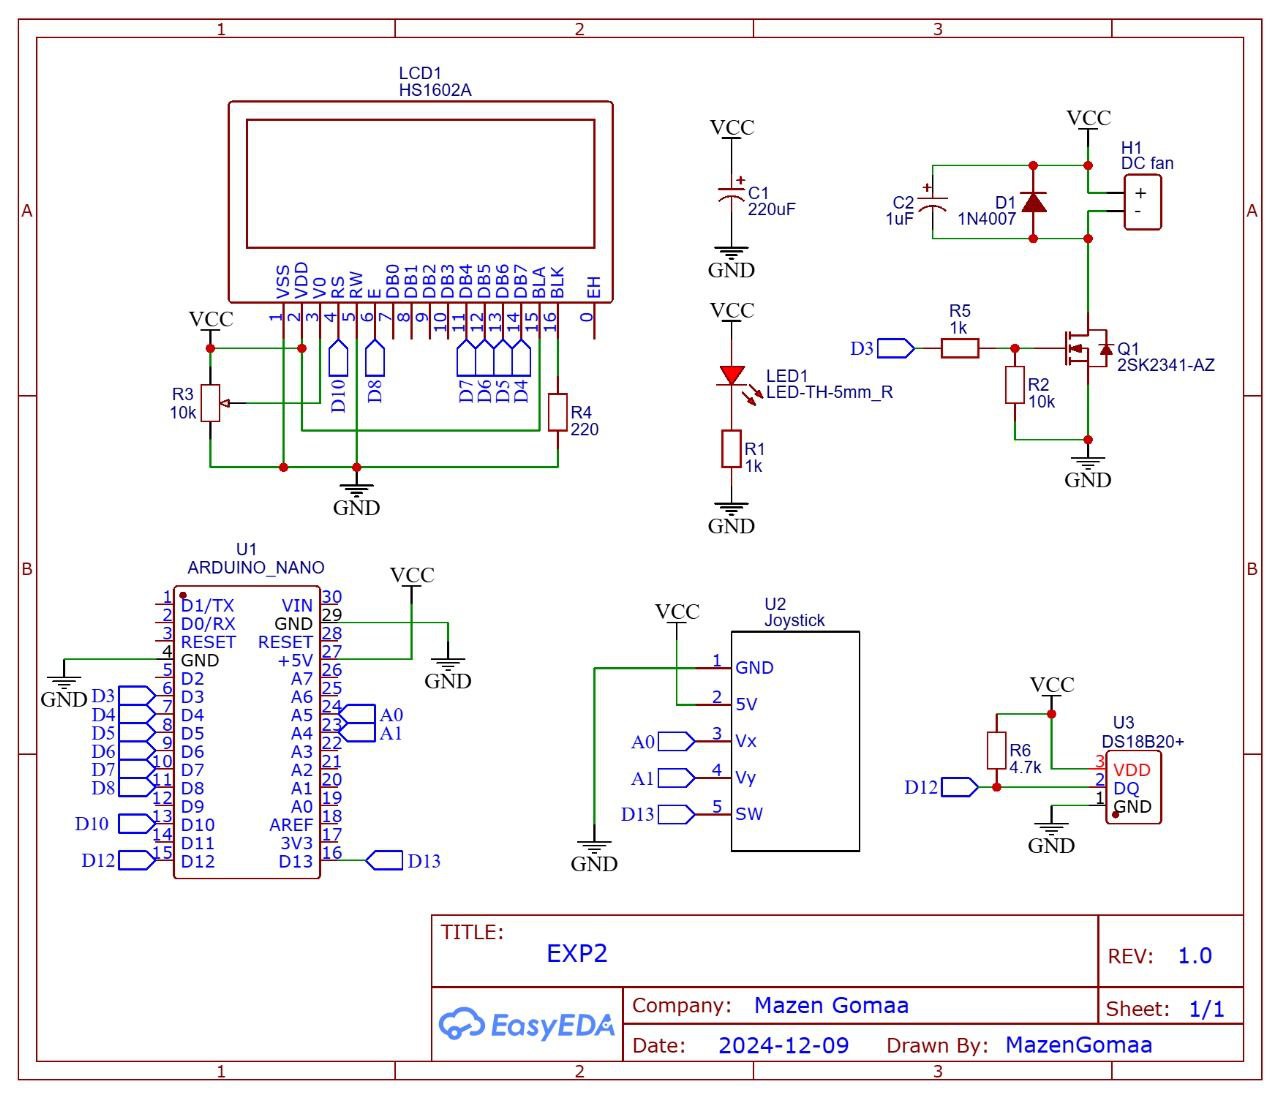 1
2
3
A
A
B
B
LCD1
HS1602A
VSS
VDD
V0
RS
RW
E
DB0
DB1
DB2
DB3
DB4
DB5
DB6
DB7
BLA
BLK
EH
1
2
3
4
5
6
7
8
9
10
11
12
13
14
15
16
0
VCC
R3
10k
D10
D8
D7
D6
D5
D4
R4
220
GND
VCC
+
C1
220uF
GND
VCC
LED1
LED-TH-5mm_R
R1
1k
GND
VCC
H1
DC fan
+
-
+
C2
1uF
D1
1N4007
D3
R5
1k
R2
10k
Q1
2SK2341-AZ
GND
U1
ARDUINO_NANO
1 D1/TX
2 D0/RX
3 RESET
4 GND
5 D2
6 D3
7 D4
8 D5
9 D6
10 D7
11 D8
12 D9
13 D10
14 D11
15 D12
VIN 30
GND 29
RESET 28
+5V 27
A7 26
A6 25
A5 24
A4 23
A3 22
A2 21
A1 20
A0 19
AREF 18
3V3 17
D13 16
GND
D3
D4
D5
D6
D7
D8
D10
D12
VCC
GND
A0
A1
D13
U2
Joystick
VCC
1 GND
2 5V
A0 3 Vx
A1 4 Vy
D13 5 SW
GND
VCC
U3
DS18B20+
R6
4.7k
3 VDD
D12 2 DQ
1 GND
GND
TITLE:
EXP2
REV: 1.0
EasyEDA
Company: Mazen Gomaa
Sheet: 1/1
Date: 2024-12-09 Drawn By: MazenGomaa
1
2
3